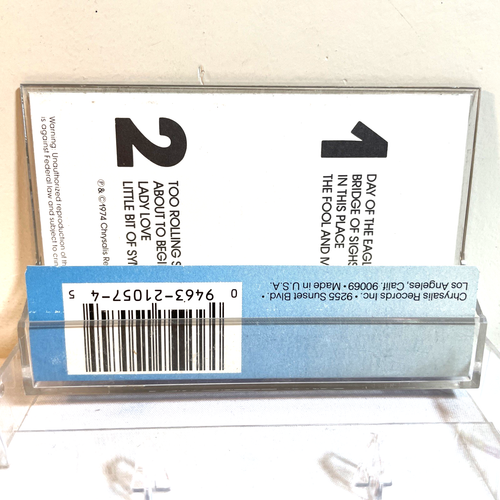 1
DAY OF THE EAGL
BRIDGE OF SIGHS
IN THIS PLACE
THE FOOL AND M
2
TOO ROLLING S
ABOUT TO BEGI
LADY LOVE
LITTLE BIT OF SY
℗ & © 1974 Chrysalis Re
Warning: Unauthorized reproduction of th
is against Federal law and subject to crim
Chrysalis Records Inc. • 9255 Sunset Blvd. •
Los Angeles, Calif. 90069 • Made in U.S.A.
0 9463-21057-4 5